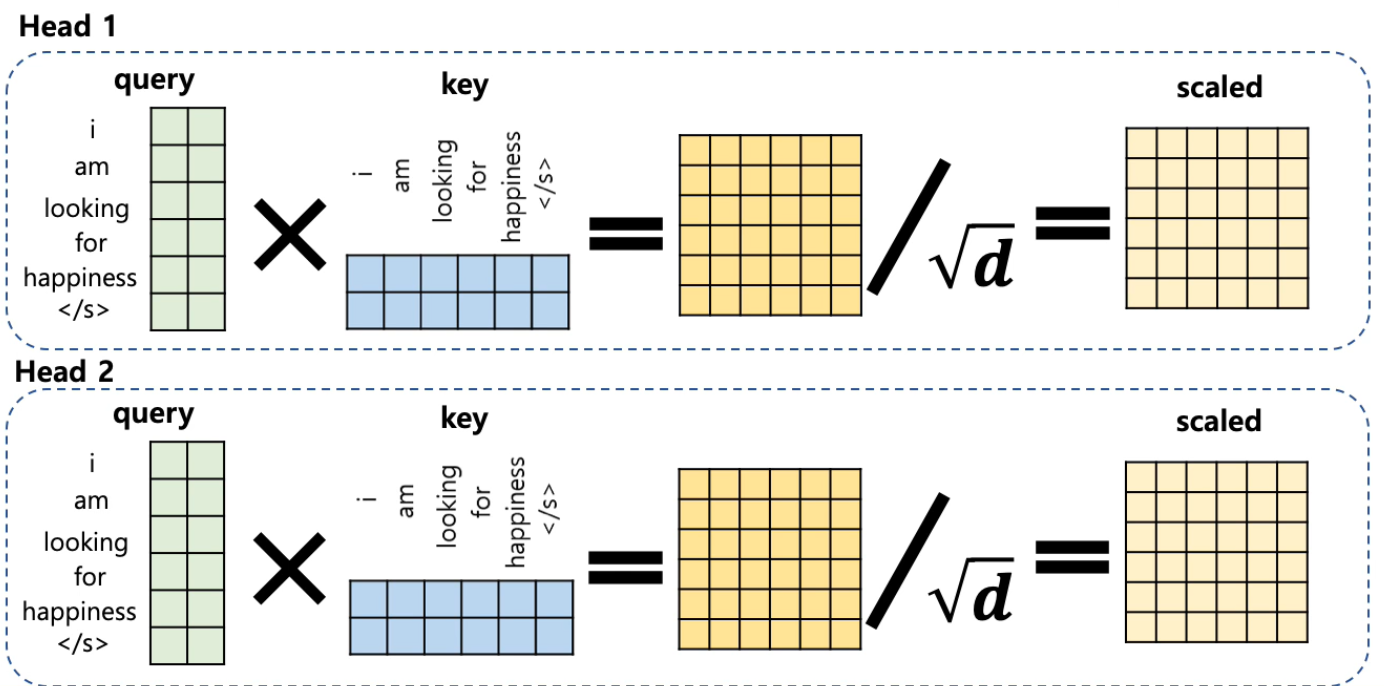 Head 1
query
key
scaled
i
am
looking
for
happiness
</s>
i
am
looking
for
happiness
</s>
√d
Head 2
query
key
scaled
i
am
looking
for
happiness
</s>
i
am
looking
for
happiness
</s>
√d